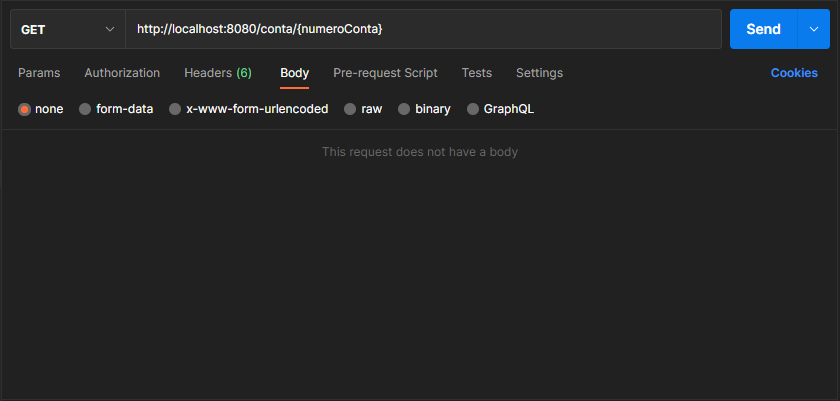 GET http://localhost:8080/conta/{numeroConta} Send
Params Authorization Headers (6) Body Pre-request Script Tests Settings Cookies
none form-data x-www-form-urlencoded raw binary GraphQL
This request does not have a body